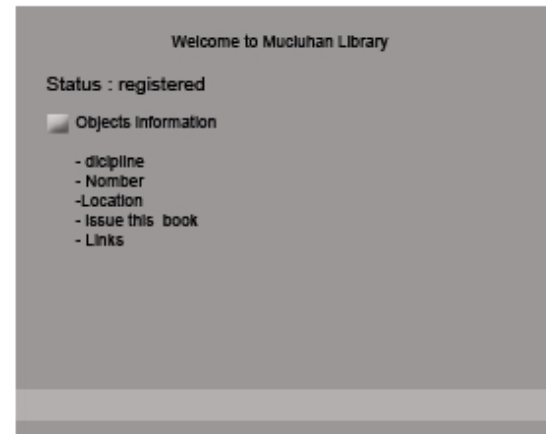 Welcome to Mucluhan Library
Status : registered
Objects Information
- dicipline
- Nomber
-Location
- Issue this book
- Links